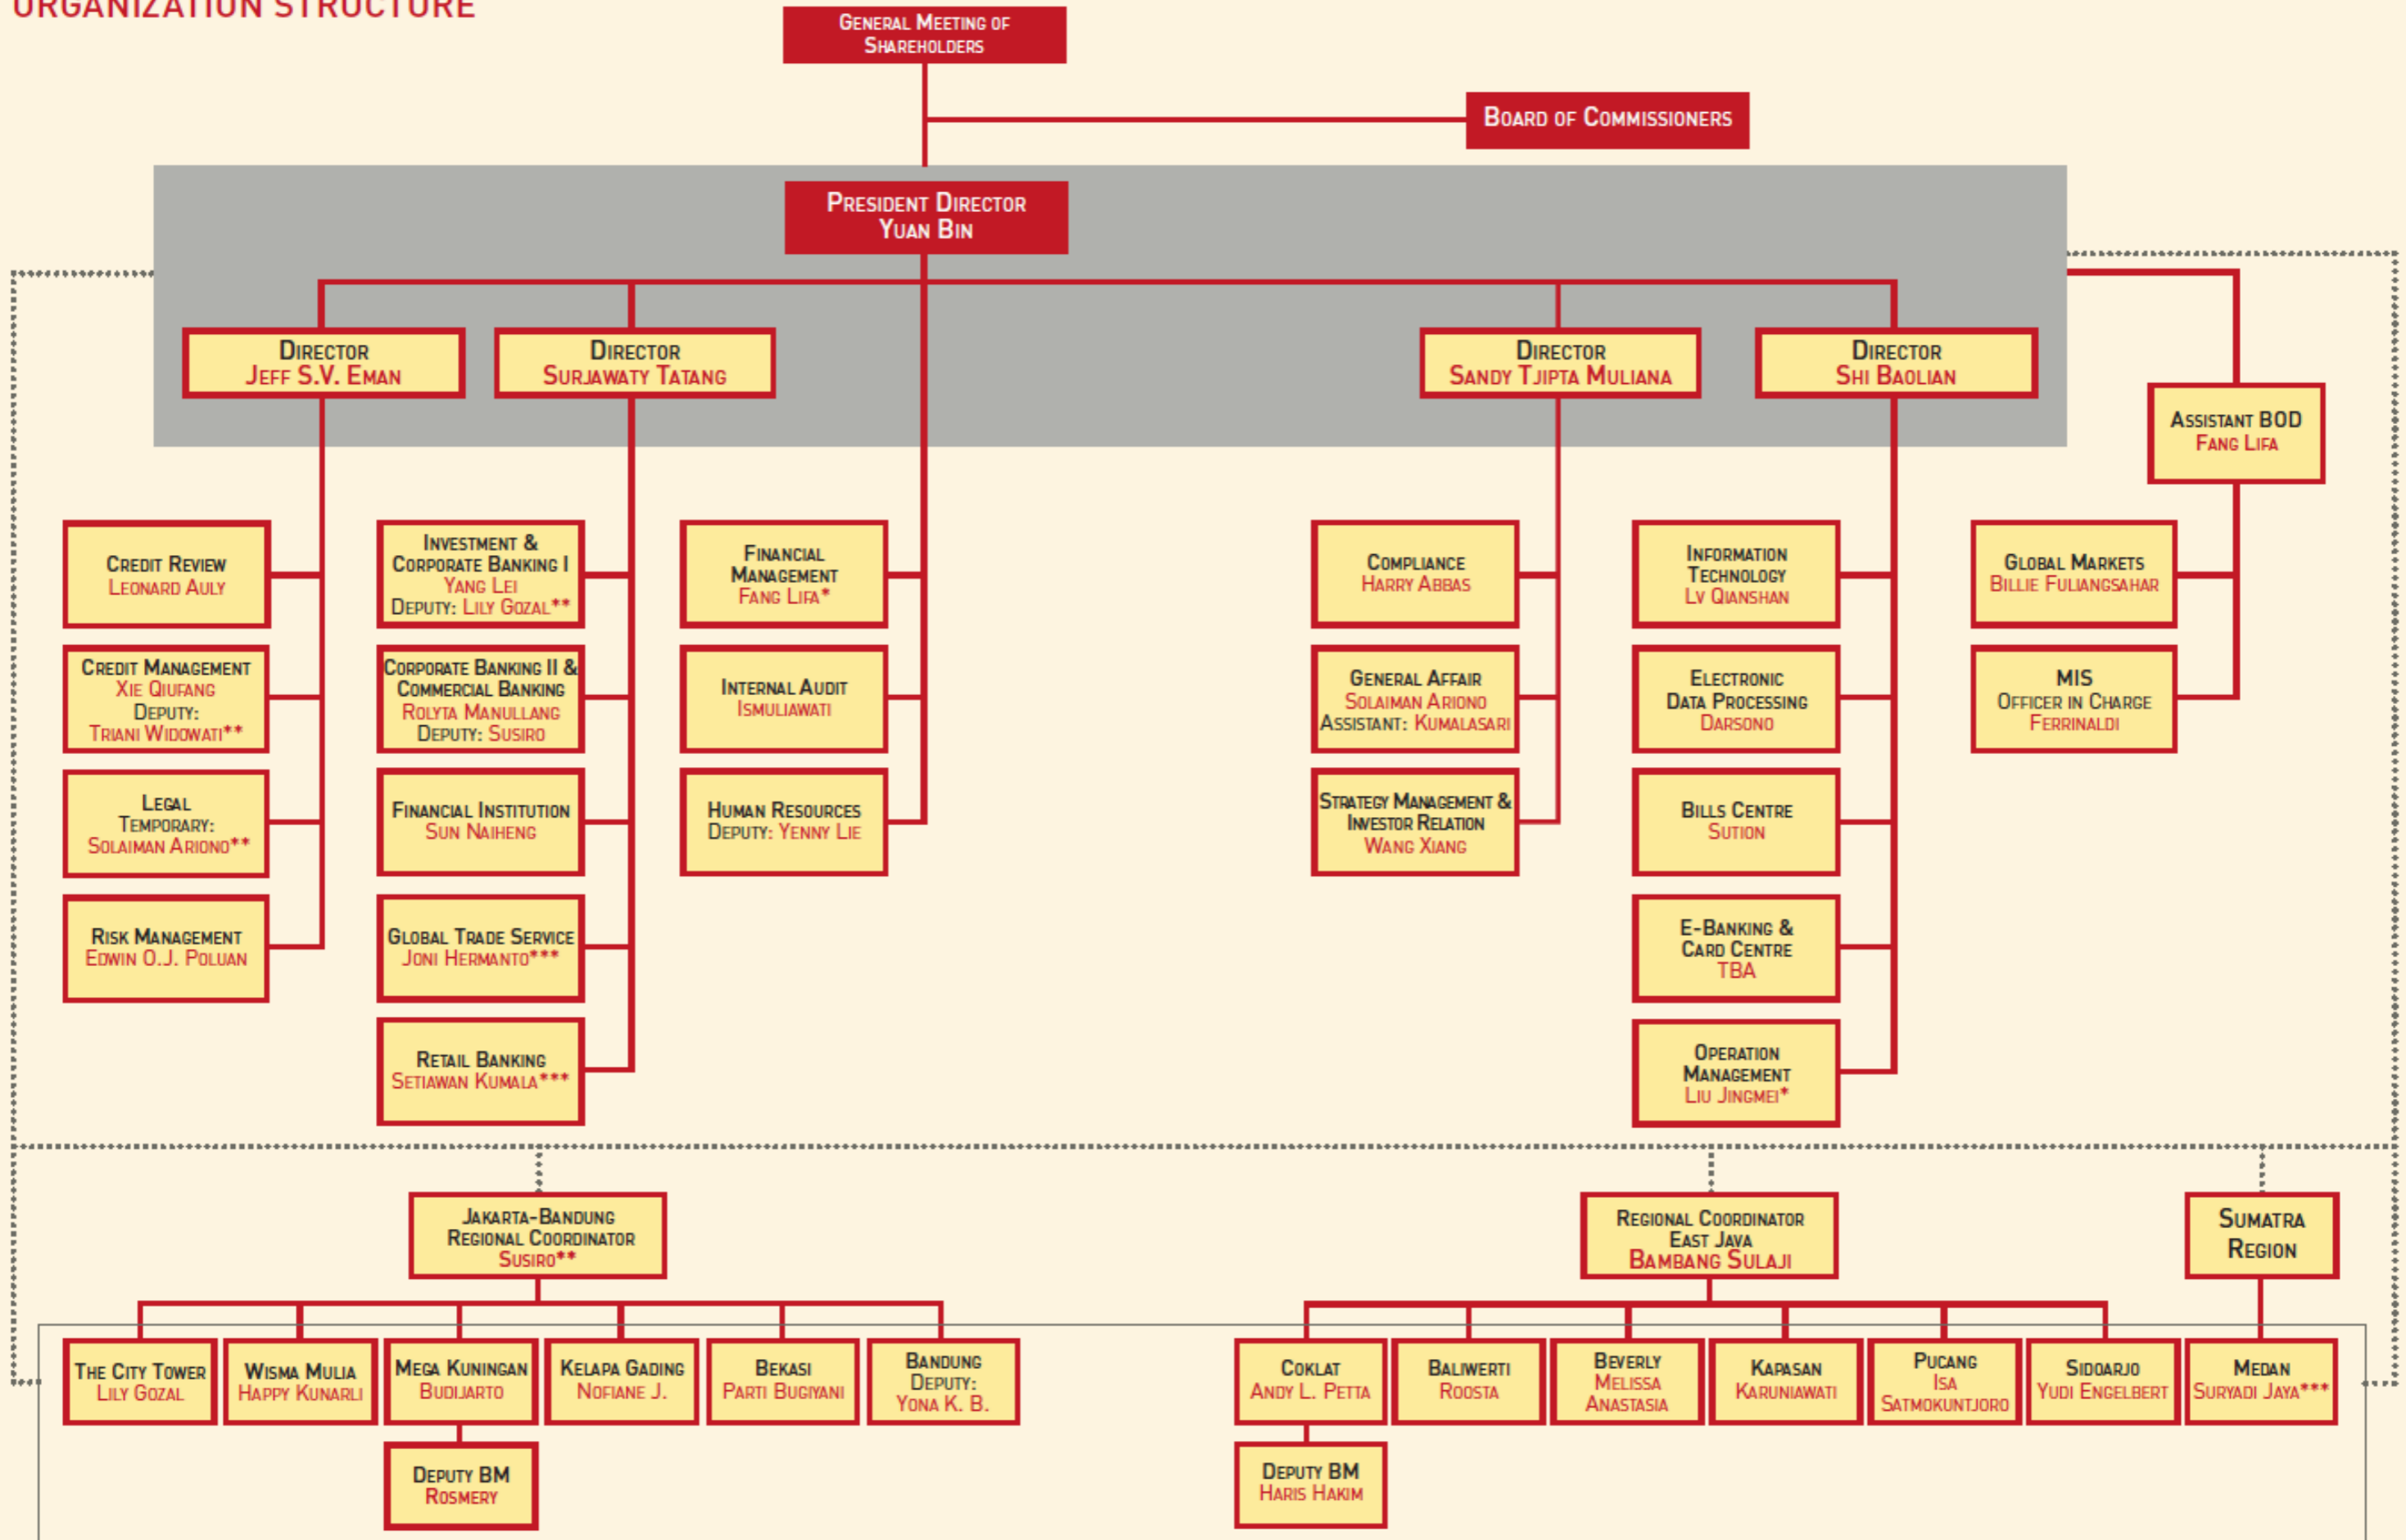 ORGANIZATION STRUCTURE
GENERAL MEETING OF
SHAREHOLDERS
BOARD OF COMMISSIONERS
PRESIDENT DIRECTOR
YUAN BIN
DIRECTOR
JEFF S.V. EMAN
DIRECTOR
SURJAWATY TATANG
DIRECTOR
SANDY TJIPTA MULIANA
DIRECTOR
SHI BAOLIAN
ASSISTANT BOD
FANG LIFA
CREDIT REVIEW
LEONARD AULY
INVESTMENT &
CORPORATE BANKING I
YANG LEI
DEPUTY: LILY GOZAL**
FINANCIAL
MANAGEMENT
FANG LIFA*
COMPLIANCE
HARRY ABBAS
INFORMATION
TECHNOLOGY
LV QIANSHAN
GLOBAL MARKETS
BILLIE FULIANGSAHAR
CREDIT MANAGEMENT
XIE QIUFANG
DEPUTY:
TRIANI WIDOWATI**
CORPORATE BANKING II &
COMMERCIAL BANKING
ROLYTA MANULLANG
DEPUTY: SUSIRO
INTERNAL AUDIT
ISMULIAWATI
GENERAL AFFAIR
SOLAIMAN ARIONO
ASSISTANT: KUMALASARI
ELECTRONIC
DATA PROCESSING
DARSONO
MIS
OFFICER IN CHARGE
FERRINALDI
LEGAL
TEMPORARY:
SOLAIMAN ARIONO**
FINANCIAL INSTITUTION
SUN NAIHENG
HUMAN RESOURCES
DEPUTY: YENNY LIE
STRATEGY MANAGEMENT &
INVESTOR RELATION
WANG XIANG
BILLS CENTRE
SUTION
RISK MANAGEMENT
EDWIN O.J. POLUAN
GLOBAL TRADE SERVICE
JONI HERMANTO***
E-BANKING &
CARD CENTRE
TBA
RETAIL BANKING
SETIAWAN KUMALA***
OPERATION
MANAGEMENT
LIU JINGMEI*
JAKARTA-BANDUNG
REGIONAL COORDINATOR
SUSIRO**
REGIONAL COORDINATOR
EAST JAVA
BAMBANG SULAJI
SUMATRA
REGION
THE CITY TOWER
LILY GOZAL
WISMA MULIA
HAPPY KUNARLI
MEGA KUNINGAN
BUDIJARTO
KELAPA GADING
NOFIANE J.
BEKASI
PARTI BUGIYANI
BANDUNG
DEPUTY:
YONA K. B.
COKLAT
ANDY L. PETTA
BALIWERTI
ROOSTA
BEVERLY
MELISSA
ANASTASIA
KAPASAN
KARUNIAWATI
PUCANG
ISA
SATMOKUNTJORO
SIDOARJO
YUDI ENGELBERT
MEDAN
SURYADI JAYA***
DEPUTY BM
ROSMERY
DEPUTY BM
HARIS HAKIM